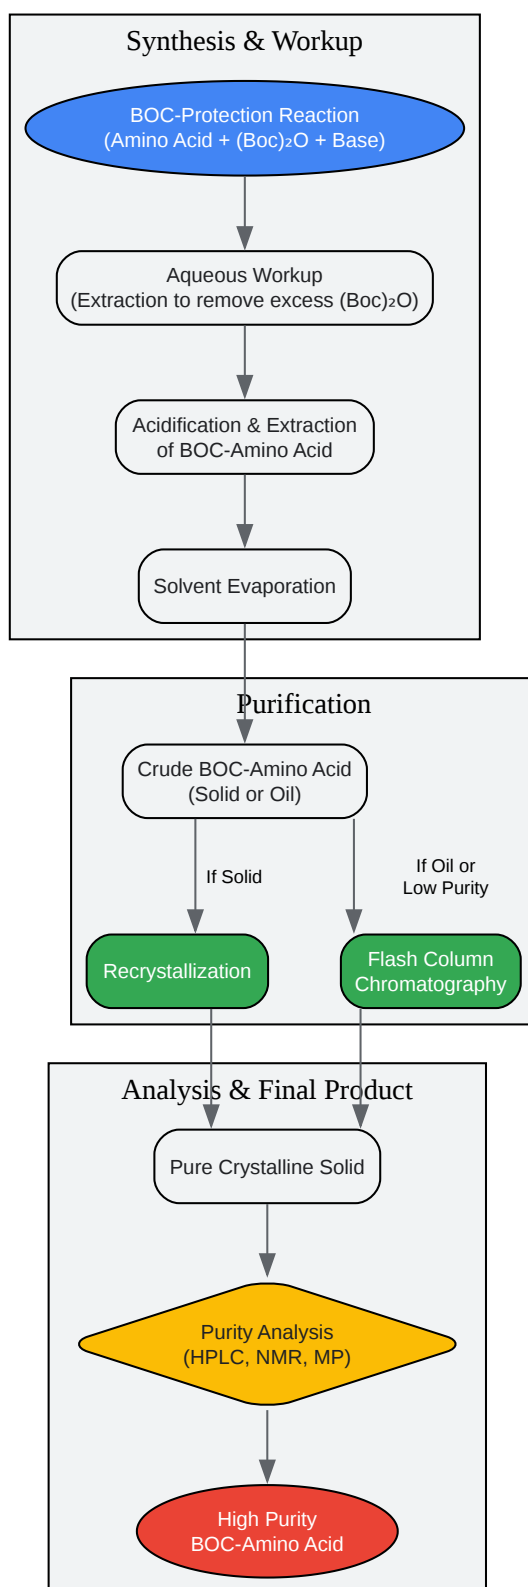 Synthesis & Workup
BOC-Protection Reaction
(Amino Acid + (Boc)₂O + Base)
Aqueous Workup
(Extraction to remove excess (Boc)₂O)
Acidification & Extraction
of BOC-Amino Acid
Solvent Evaporation
Purification
Crude BOC-Amino Acid
(Solid or Oil)
If Solid
If Oil or
Low Purity
Recrystallization
Flash Column
Chromatography
Analysis & Final Product
Pure Crystalline Solid
Purity Analysis
(HPLC, NMR, MP)
High Purity
BOC-Amino Acid